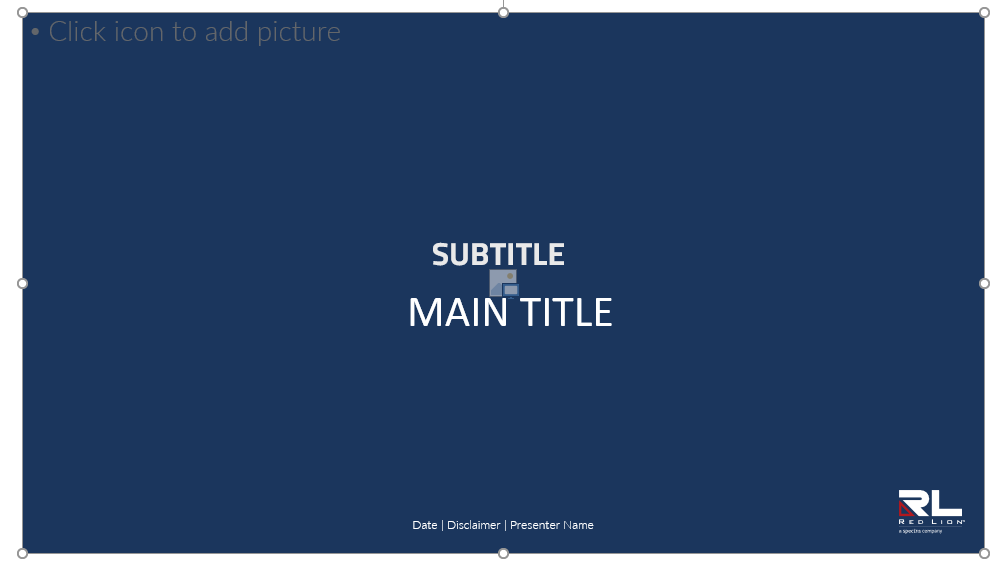 • Click icon to add picture
SUBTITLE
MAIN TITLE
Date | Disclaimer | Presenter Name
RL
RED LION®
a spectris company